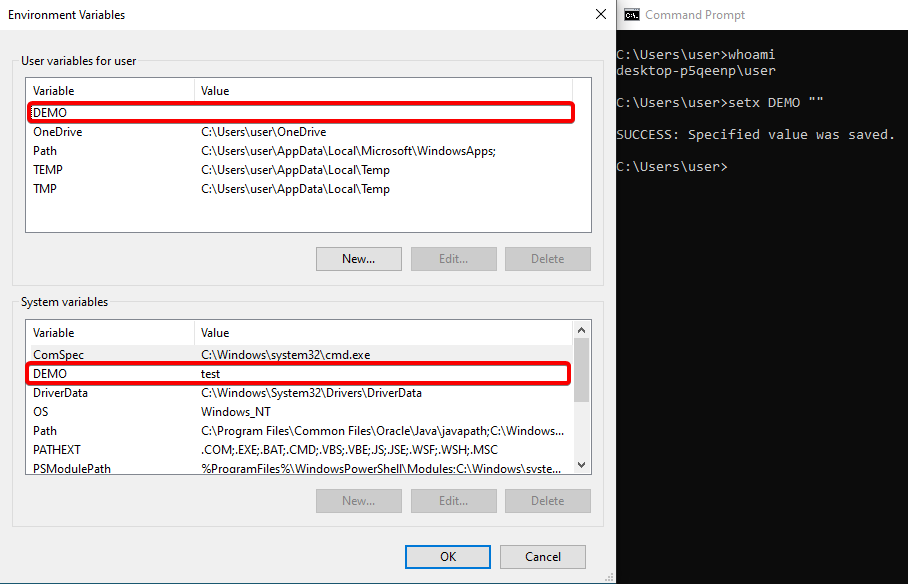 Environment Variables
User variables for user
Variable Value
DEMO
OneDrive C:\Users\user\OneDrive
Path C:\Users\user\AppData\Local\Microsoft\WindowsApps;
TEMP C:\Users\user\AppData\Local\Temp
TMP C:\Users\user\AppData\Local\Temp
New... Edit... Delete
System variables
Variable Value
ComSpec C:\Windows\system32\cmd.exe
DEMO test
DriverData C:\Windows\System32\Drivers\DriverData
OS Windows_NT
Path C:\Program Files\Common Files\Oracle\Java\javapath;C:\Windows...
PATHEXT .COM;.EXE;.BAT;.CMD;.VBS;.VBE;.JS;.JSE;.WSF;.WSH;.MSC
PSModulePath %ProgramFiles%\WindowsPowerShell\Modules;C:\Windows\syste...
New... Edit... Delete
OK Cancel
Command Prompt
C:\Users\user>whoami
desktop-p5qeenp\user
C:\Users\user>setx DEMO ""
SUCCESS: Specified value was saved.
C:\Users\user>